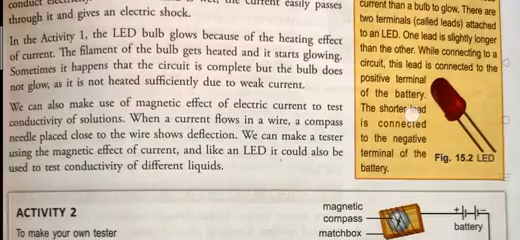 the current easily passes
through it and gives an electric shock.
In the Activity 1, the LED bulb glows because of the heating effect
of current. The filament of the bulb gets heated and it starts glowing.
Sometimes it happens that the circuit is complete but the bulb does
not glow, as it is not heated sufficiently due to weak current.
We can also make use of magnetic effect of electric current to test
conductivity of solutions. When a current flows in a wire, a compass
needle placed close to the wire shows deflection. We can make a tester
using the magnetic effect of current, and like an LED it could also be
used to test conductivity of different liquids.
current than a bulb to glow. There are
two terminals (called leads) attached
to an LED. One lead is slightly longer
than the other. While connecting to a
circuit, this lead is connected to the
positive terminal
of the battery.
The shorter lead
is connected
to the negative
terminal of the
battery.
Fig. 15.2 LED
ACTIVITY 2
To make your own tester
magnetic
compass
matchbox
+
battery